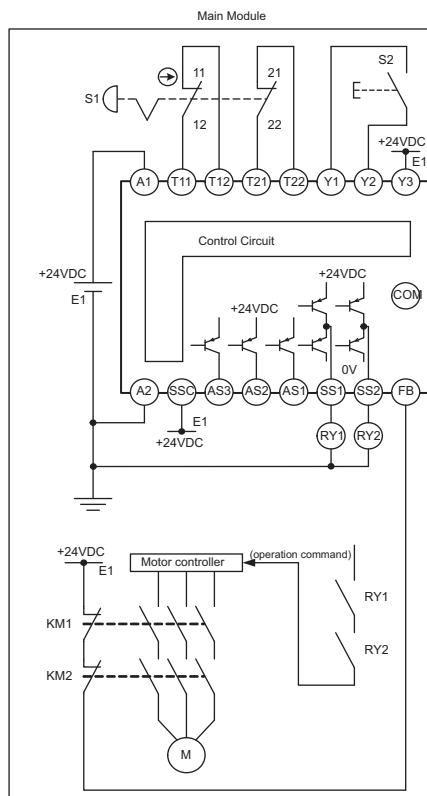 Main Module
S1
11
12
21
22
S2
+24VDC
E1
A1
T11
T12
T21
T22
Y1
Y2
Y3
Control Circuit
+24VDC
E1
+24VDC
+24VDC
COM
0V
A2
SSC
AS3
AS2
AS1
SS1
SS2
FB
E1
+24VDC
RY1
RY2
+24VDC
E1
Motor controller
(operation command)
RY1
KM1
RY2
KM2
M